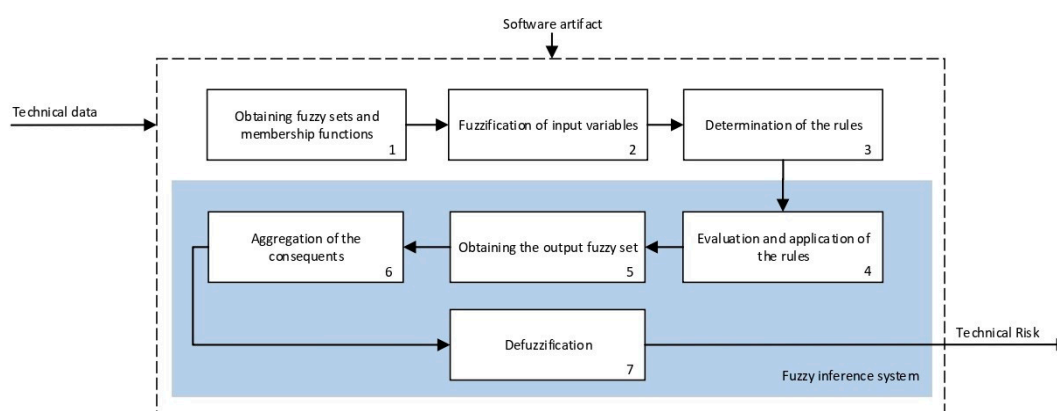 Software artifact
Technical data
Obtaining fuzzy sets and
membership functions
1
Fuzzification of input variables
2
Determination of the rules
3
Evaluation and application of
the rules
4
Obtaining the output fuzzy set
5
Aggregation of the
consequents
6
Defuzzification
7
Technical Risk
Fuzzy inference system